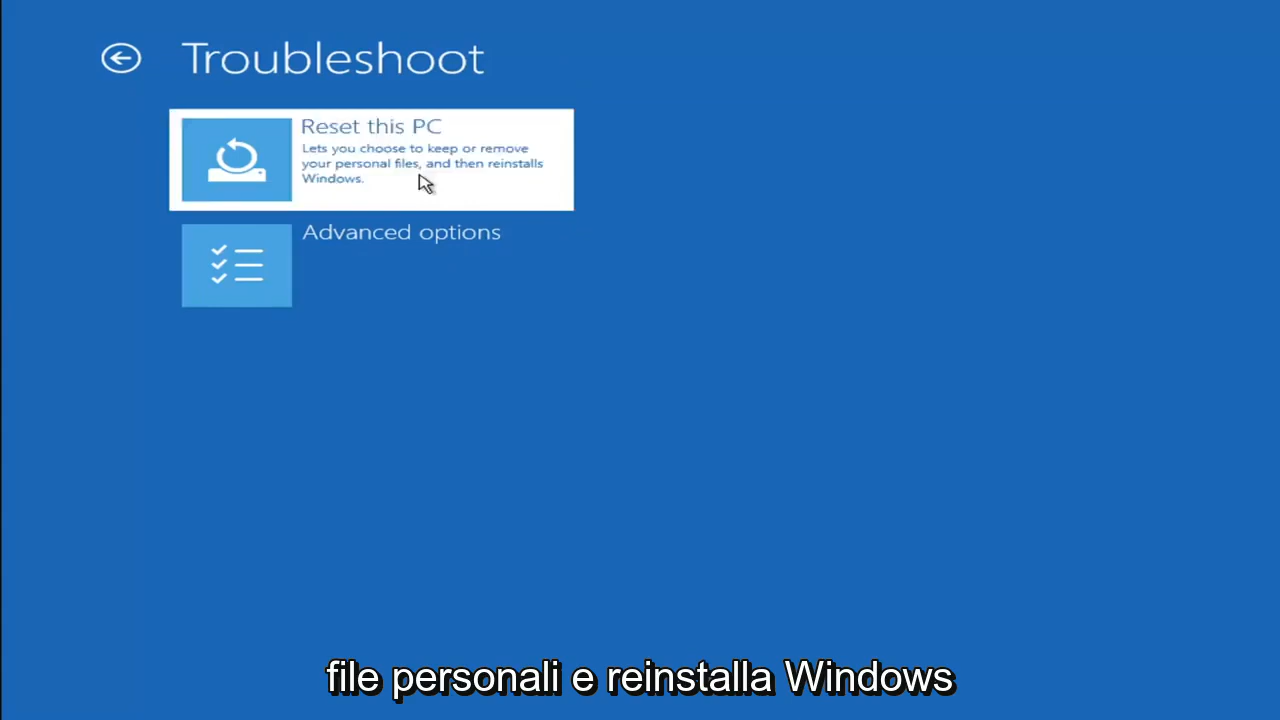 Troubleshoot
Reset this PC
Lets you choose to keep or remove
your personal files, and then reinstalls
Windows.
Advanced options
file personali e reinstalla Windows